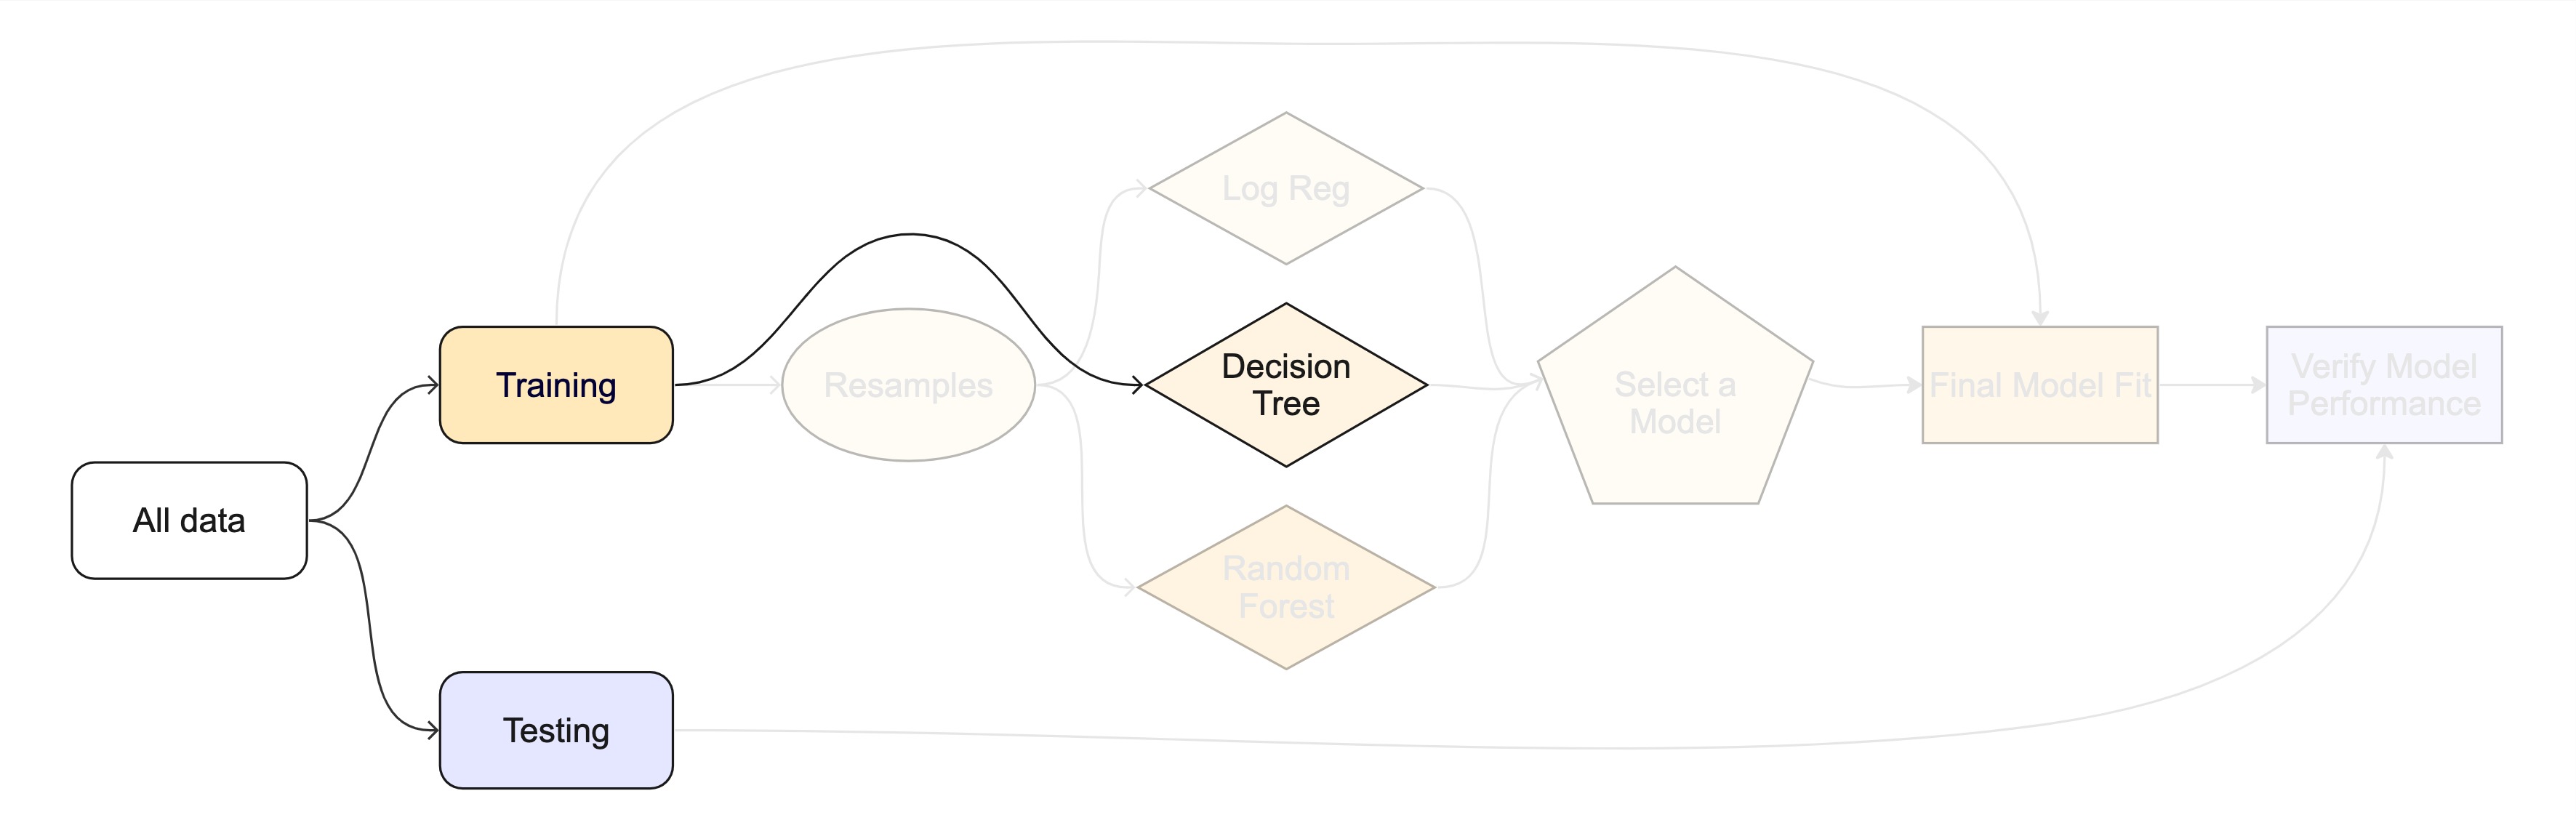 Log Reg
Training
Resamples
Decision
Tree
Select a
Model
Final Model Fit
Verify Model
Performance
All data
Random
Forest
Testing